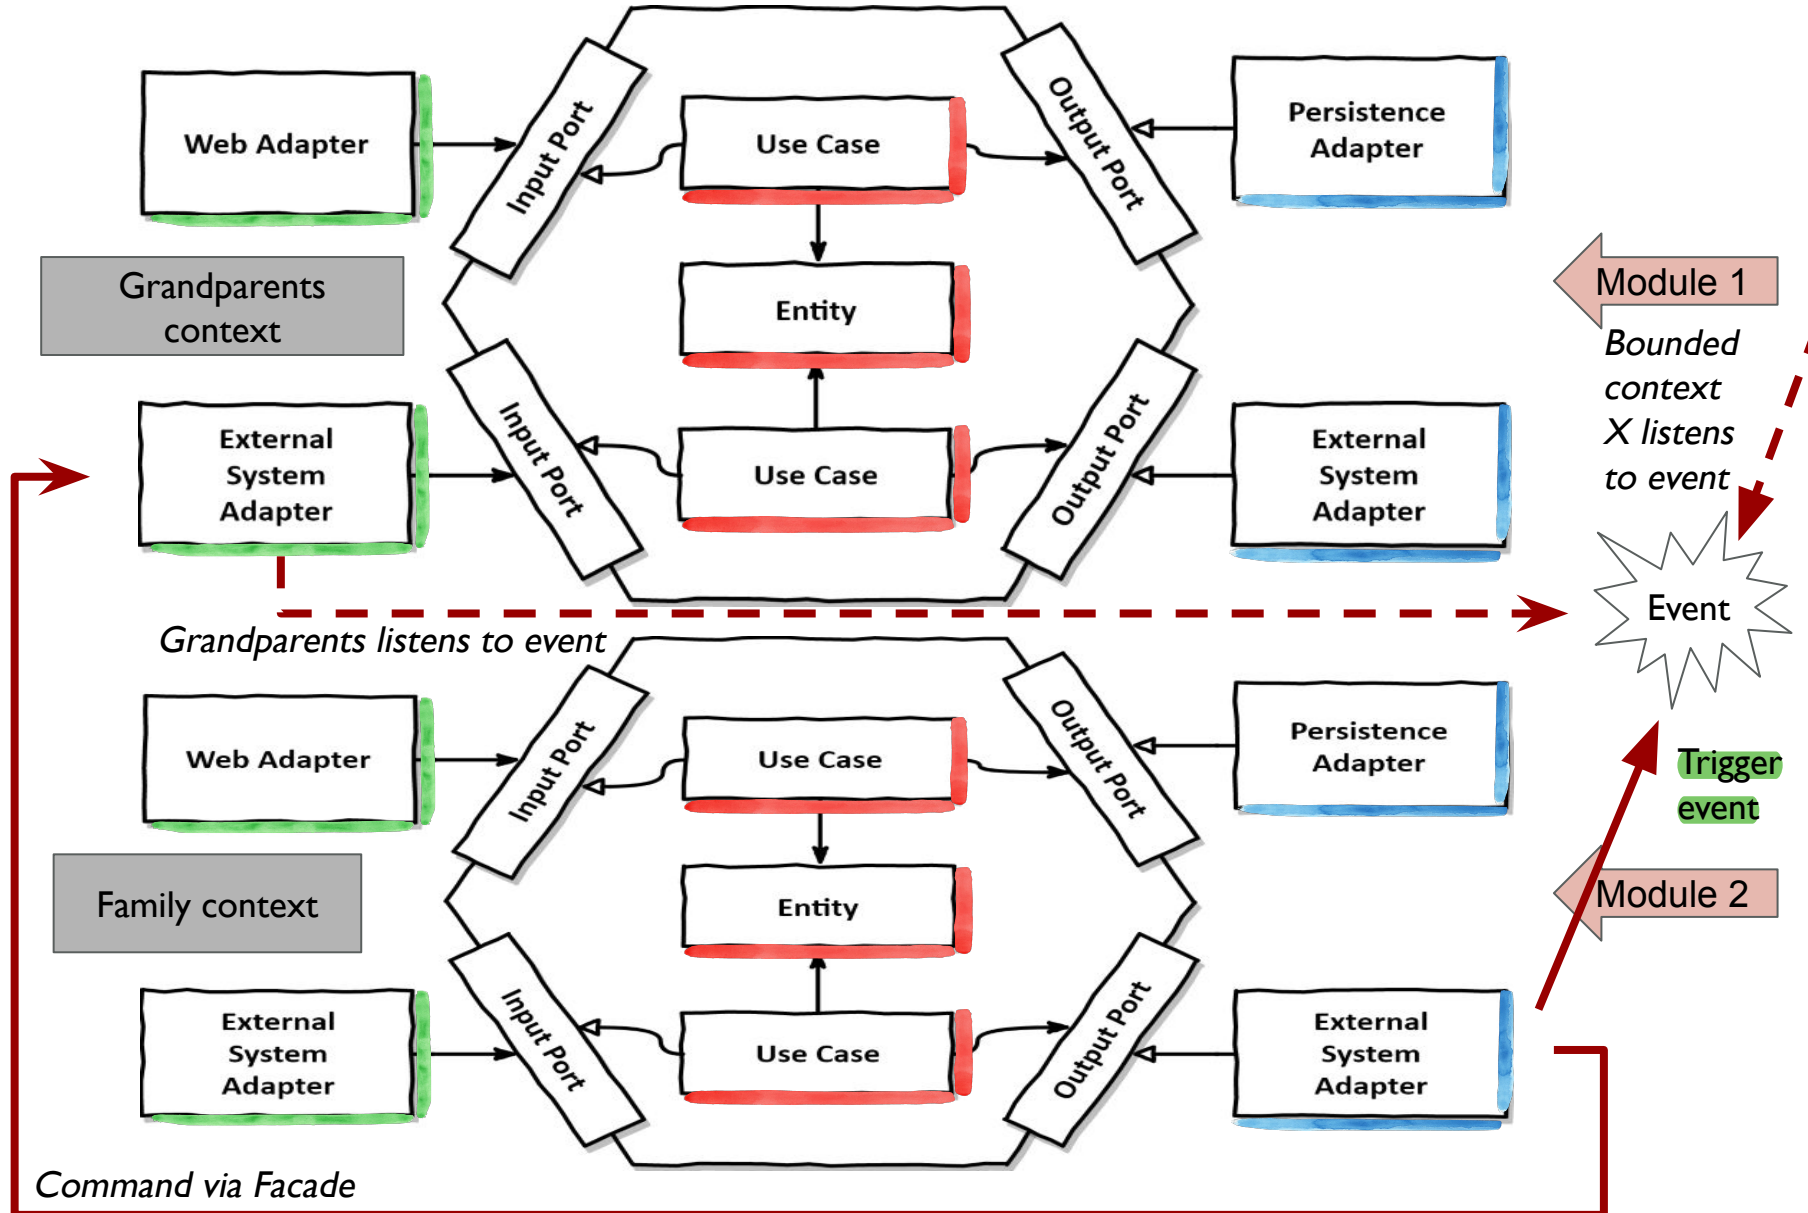 Web Adapter
Input Port
Use Case
Output Port
Persistence
Adapter
Grandparents
context
Entity
Module 1
Bounded
context
X listens
to event
External
System
Adapter
Input Port
Use Case
Output Port
External
System
Adapter
Event
Grandparents listens to event
Web Adapter
Input Port
Use Case
Output Port
Persistence
Adapter
Trigger
event
Family context
Entity
Module 2
External
System
Adapter
Input Port
Use Case
Output Port
External
System
Adapter
Command via Facade